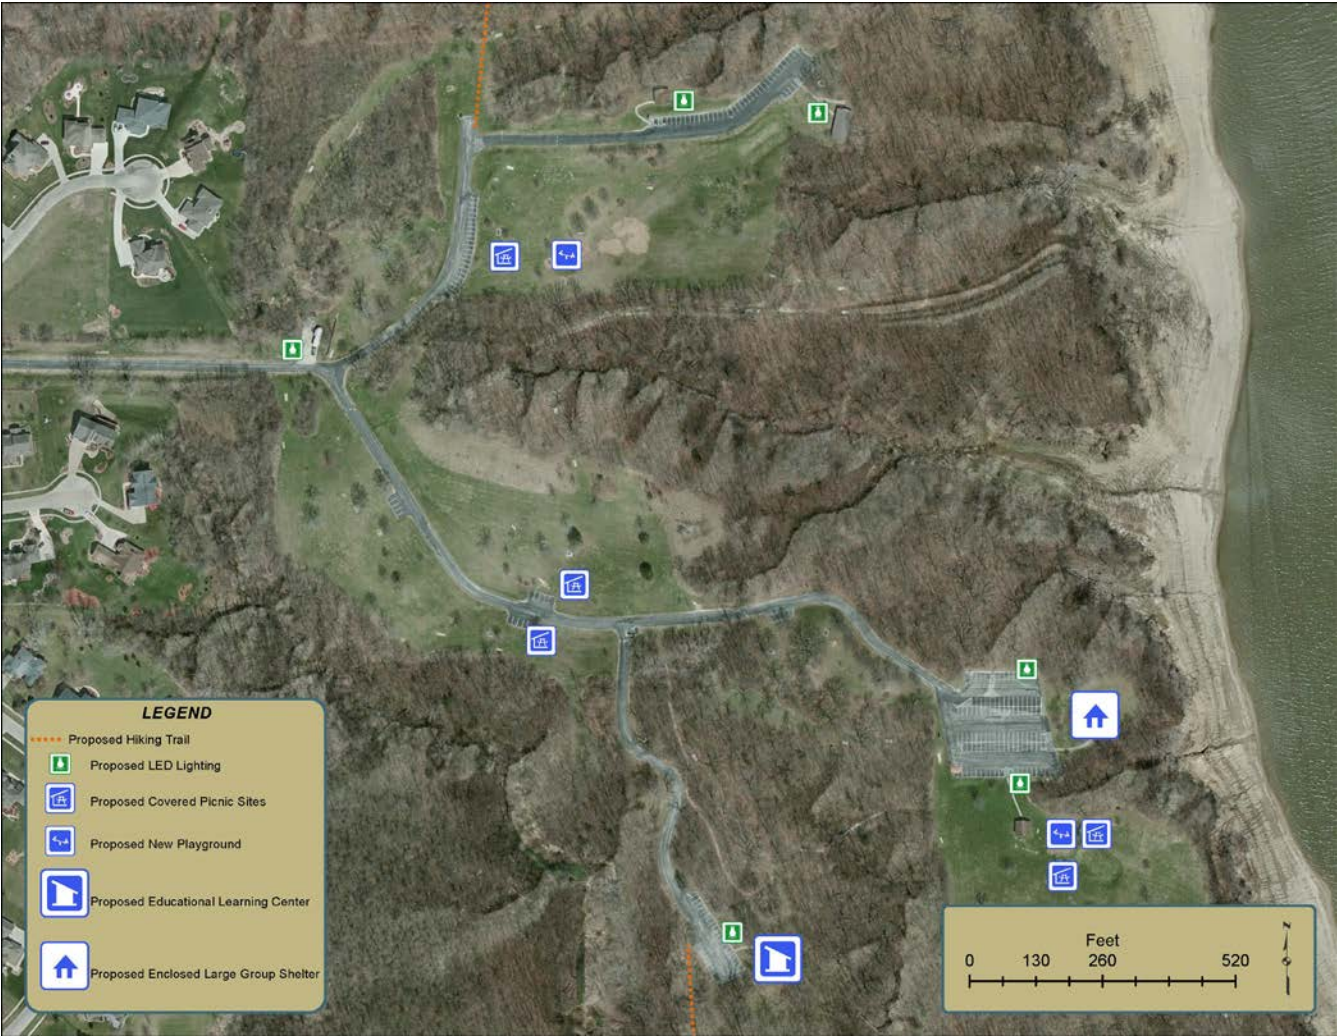 LEGEND
Proposed Hiking Trail
Proposed LED Lighting
Proposed Covered Picnic Sites
Proposed New Playground
Proposed Educational Learning Center
Proposed Enclosed Large Group Shelter
Feet
0 130 260 520
N